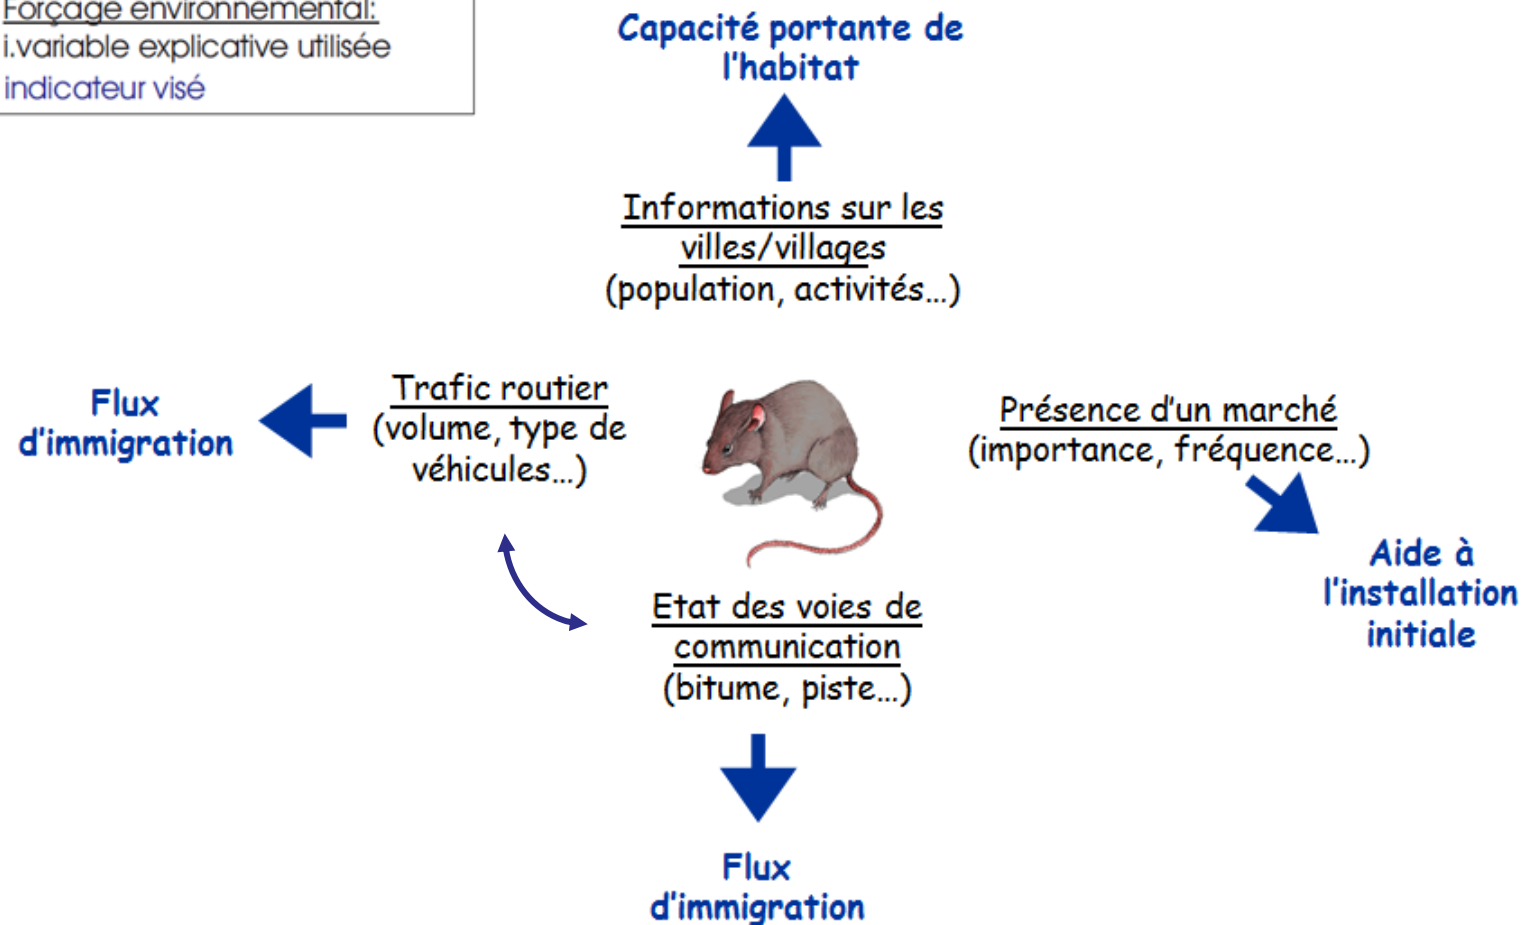 Forçage environnemental:
i.variable explicative utilisée
indicateur visé
Capacité portante de
l'habitat
Informations sur les
villes/villages
(population, activités...)
Trafic routier
(volume, type de
véhicules...)
Flux
d'immigration
Présence d'un marché
(importance, fréquence...)
Aide à
l'installation
initiale
Etat des voies de
communication
(bitume, piste...)
Flux
d'immigration